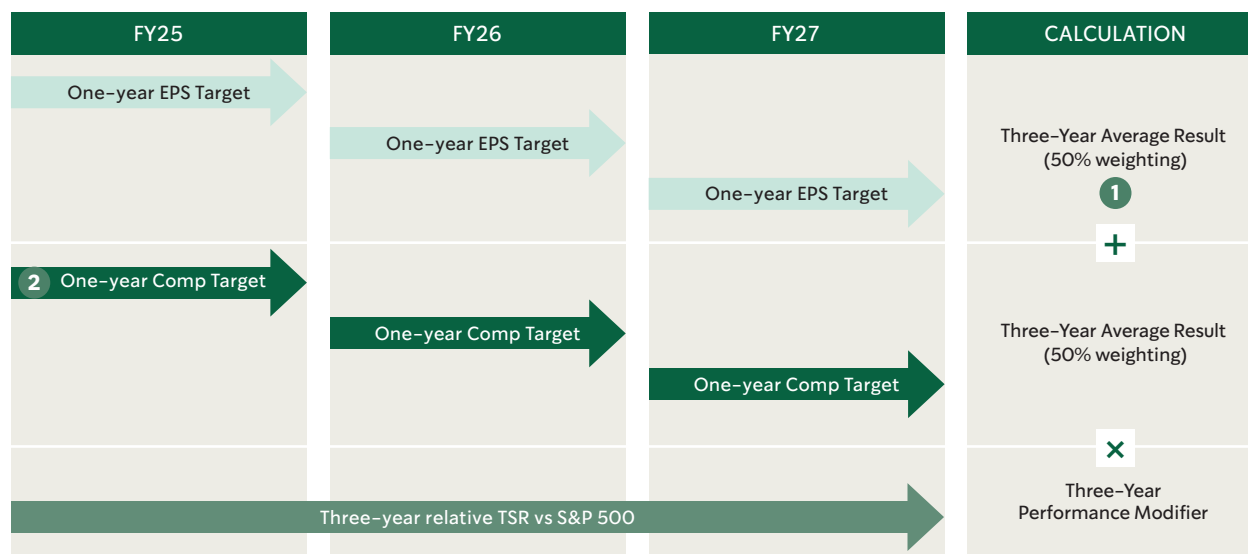 FY25
FY26
FY27
CALCULATION
One-year EPS Target
One-year EPS Target
One-year EPS Target
Three-Year Average Result
(50% weighting)
1
+
2 One-year Comp Target
One-year Comp Target
One-year Comp Target
Three-Year Average Result
(50% weighting)
×
Three-year relative TSR vs S&P 500
Three-Year
Performance Modifier